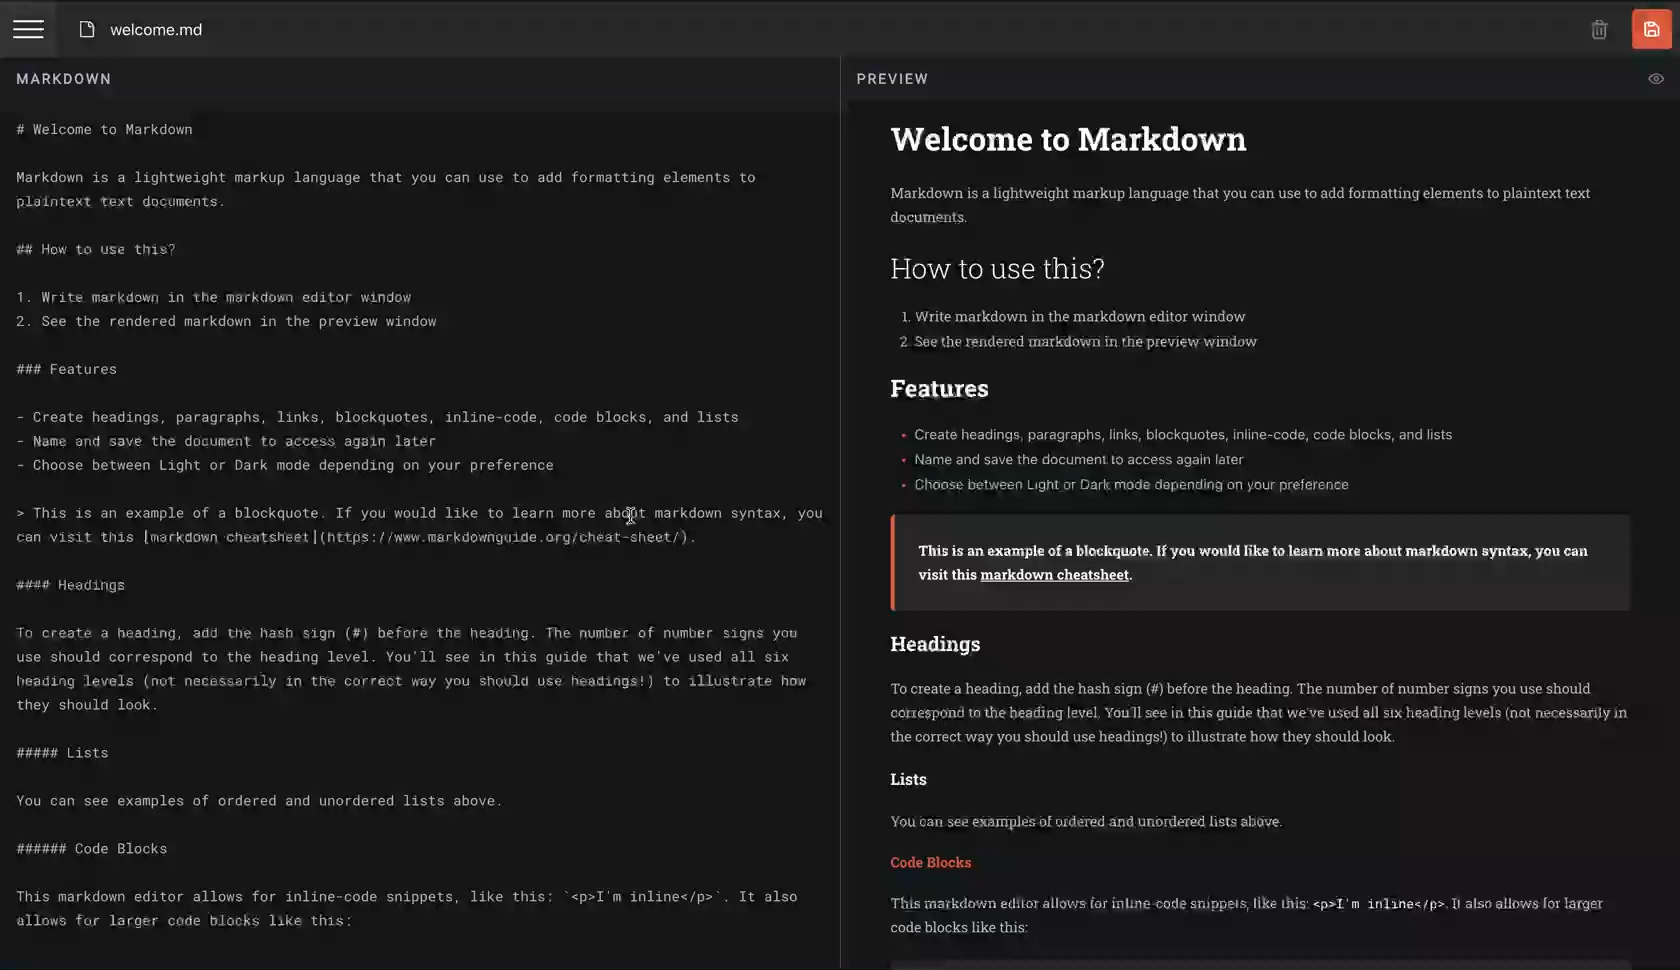 welcome.md
MARKDOWN
# Welcome to Markdown
Markdown is a lightweight markup language that you can use to add formatting elements to
plaintext text documents.
## How to use this?
1. Write markdown in the markdown editor window
2. See the rendered markdown in the preview window
### Features
- Create headings, paragraphs, links, blockquotes, inline-code, code blocks, and lists
- Name and save the document to access again later
- Choose between Light or Dark mode depending on your preference
> This is an example of a blockquote. If you would like to learn more about markdown syntax, you
can visit this [markdown cheatsheet](https://www.markdownguide.org/cheat-sheet/).
#### Headings
To create a heading, add the hash sign (#) before the heading. The number of number signs you
use should correspond to the heading level. You'll see in this guide that we've used all six
heading levels (not necessarily in the correct way you should use headings!) to illustrate how
they should look.
##### Lists
You can see examples of ordered and unordered lists above.
###### Code Blocks
This markdown editor allows for inline-code snippets, like this: `<p>I'm inline</p>`. It also
allows for larger code blocks like this:
PREVIEW
Welcome to Markdown
Markdown is a lightweight markup language that you can use to add formatting elements to plaintext text
documents.
How to use this?
1. Write markdown in the markdown editor window
2. See the rendered markdown in the preview window
Features
• Create headings, paragraphs, links, blockquotes, inline-code, code blocks, and lists
• Name and save the document to access again later
• Choose between Light or Dark mode depending on your preference
This is an example of a blockquote. If you would like to learn more about markdown syntax, you can
visit this markdown cheatsheet.
Headings
To create a heading, add the hash sign (#) before the heading. The number of number signs you use should
correspond to the heading level. You'll see in this guide that we've used all six heading levels (not necessarily in
the correct way you should use headings!) to illustrate how they should look.
Lists
You can see examples of ordered and unordered lists above.
Code Blocks
This markdown editor allows for inline-code snippets, like this: <p>I'm inline</p>. It also allows for larger
code blocks like this: